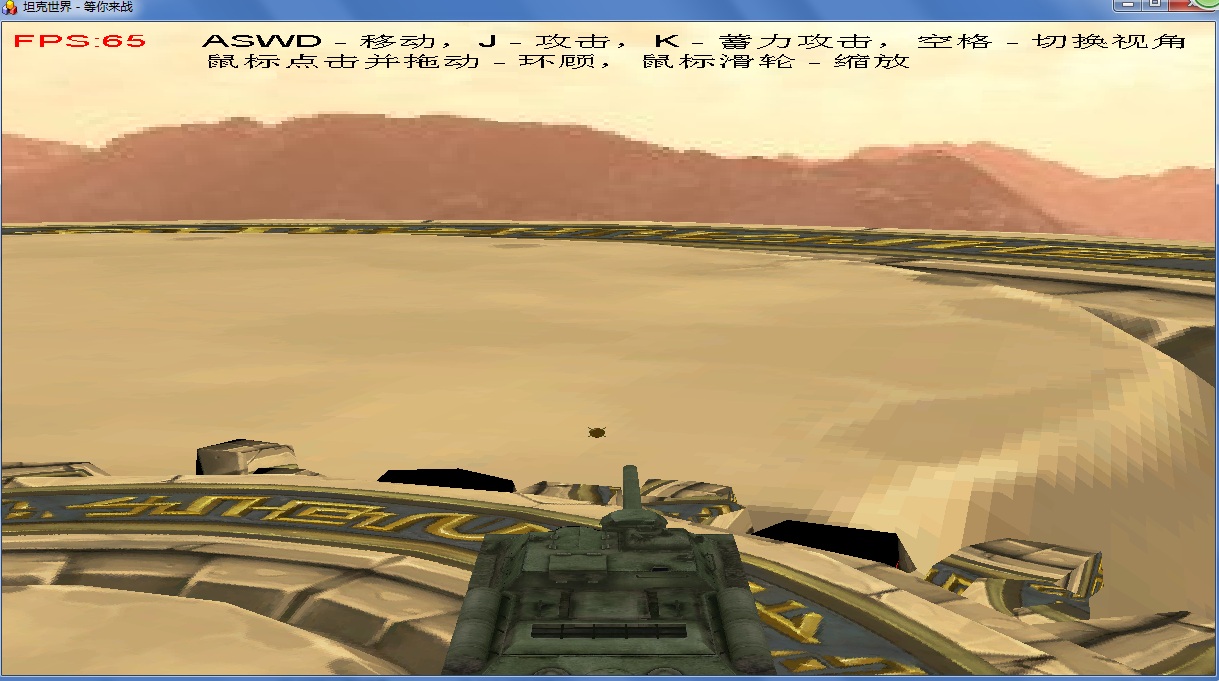 坦克世界 - 等你来战
FPS:65
ASWD - 移动， J - 攻击， K - 蓄力攻击， 空格 - 切换视角
鼠标点击并拖动 - 环顾， 鼠标滑轮 - 缩放